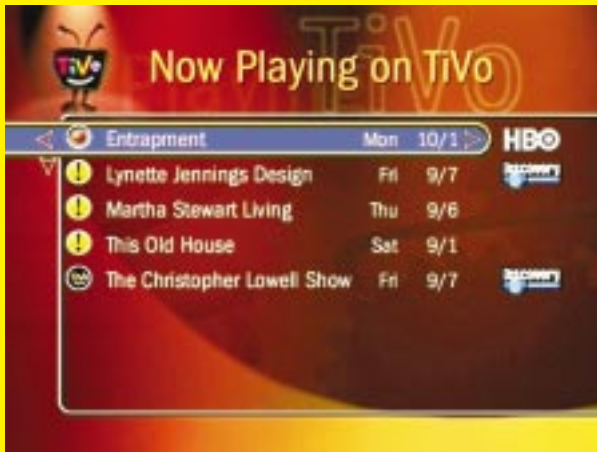 TiVo
Now Playing on TiVo
Entrapment Mon 10/1 HBO
! Lynette Jennings Design Fri 9/7 Discovery
! Martha Stewart Living Thu 9/6
! This Old House Sat 9/1
The Christopher Lowell Show Fri 9/7 Discovery